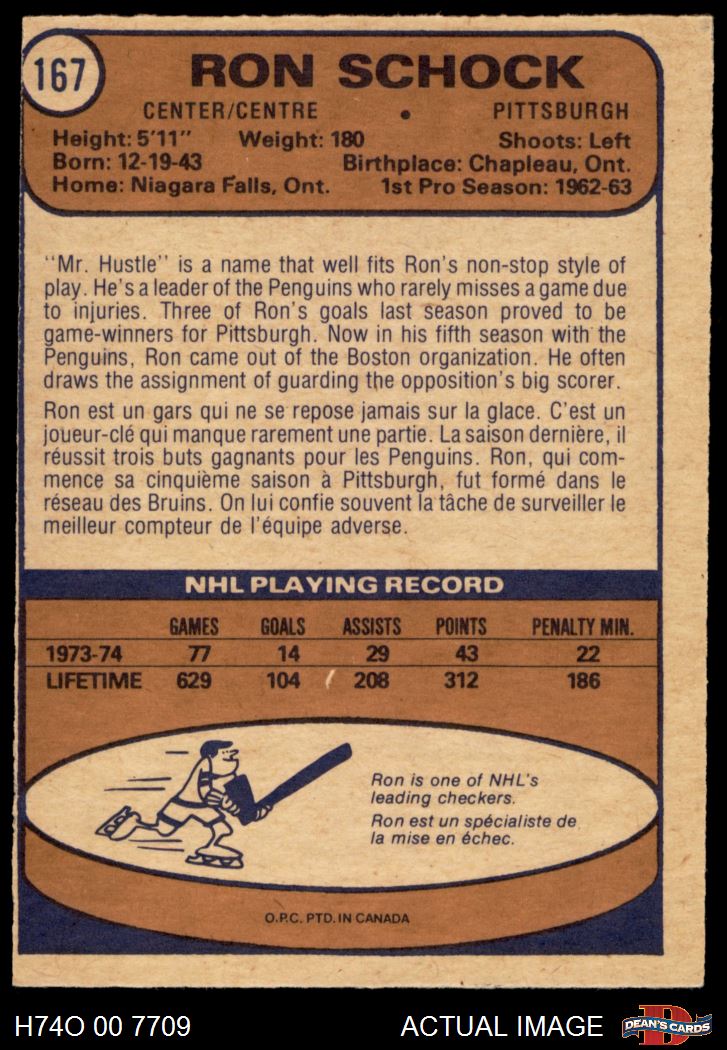 167
RON SCHOCK
CENTER/CENTRE • PITTSBURGH
Height: 5'11" Weight: 180 Shoots: Left
Born: 12-19-43 Birthplace: Chapleau, Ont.
Home: Niagara Falls, Ont. 1st Pro Season: 1962-63
"Mr. Hustle" is a name that well fits Ron's non-stop style of
play. He's a leader of the Penguins who rarely misses a game due
to injuries. Three of Ron's goals last season proved to be
game-winners for Pittsburgh. Now in his fifth season with the
Penguins, Ron came out of the Boston organization. He often
draws the assignment of guarding the opposition's big scorer.
Ron est un gars qui ne se repose jamais sur la glace. C'est un
joueur-clé qui manque rarement une partie. La saison dernière, il
réussit trois buts gagnants pour les Penguins. Ron, qui com-
mence sa cinquième saison à Pittsburgh, fut formé dans le
réseau des Bruins. On lui confie souvent la tâche de surveiller le
meilleur compteur de l'équipe adverse.
NHL PLAYING RECORD
GAMES GOALS ASSISTS POINTS PENALTY MIN.
1973-74 77 14 29 43 22
LIFETIME 629 104 208 312 186
Ron is one of NHL's
leading checkers.
Ron est un spécialiste de
la mise en échec.
O.P.C. PTD. IN CANADA
H74O 00 7709 ACTUAL IMAGE D DEAN'S CARDS